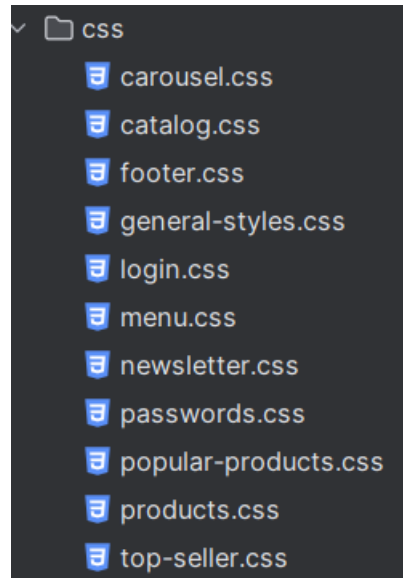 css
carousel.css
catalog.css
footer.css
general-styles.css
login.css
menu.css
newsletter.css
passwords.css
popular-products.css
products.css
top-seller.css